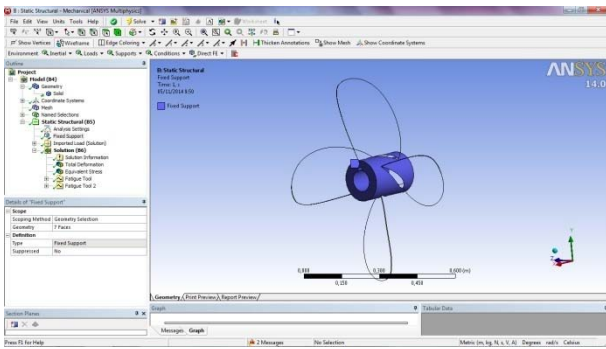 B : Static Structural - Mechanical [ANSYS Multiphysics]
File Edit View Units Tools Help Solve Worksheet
Show Vertices Wireframe Edge Coloring Thicken Annotations Show Mesh Show Coordinate Systems
Environment Inertial Loads Supports Conditions Direct FE
Outline
Project
Model (B4)
Geometry
Solid
Coordinate Systems
Mesh
Named Selections
Static Structural (B5)
Analysis Settings
Fixed Support
Imported Load (Solution)
Solution (B6)
Solution Information
Total Deformation
Equivalent Stress
Fatigue Tool
Fatigue Tool 2
Details of "Fixed Support"
Scope
Scoping Method Geometry Selection
Geometry 7 Faces
Definition
Type Fixed Support
Suppressed No
Section Planes
B: Static Structural
Fixed Support
Time: 1, s
Fixed Support
ANSYS
14.0
0,000 0,300 0,600 (m)
0,150 0,450
Geometry Print Preview Report Preview
Graph
Tabular Data
Messages Graph
Press F1 for Help 2 Messages No Selection Metric (m, kg, N, s, V, A) Degrees rad/s Celsius